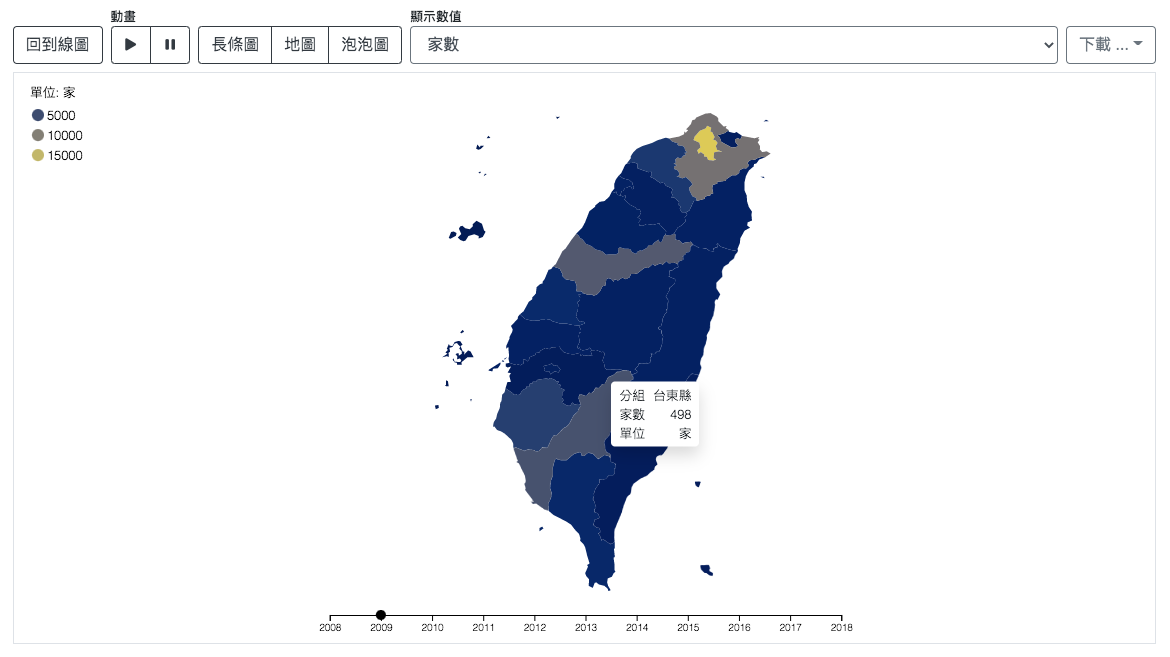 動畫
顯示數值
回到線圖
長條圖
地圖
泡泡圖
家數
下載 ...
單位: 家
5000
10000
15000
分組 台東縣
家數 498
單位 家
2008 2009 2010 2011 2012 2013 2014 2015 2016 2017 2018